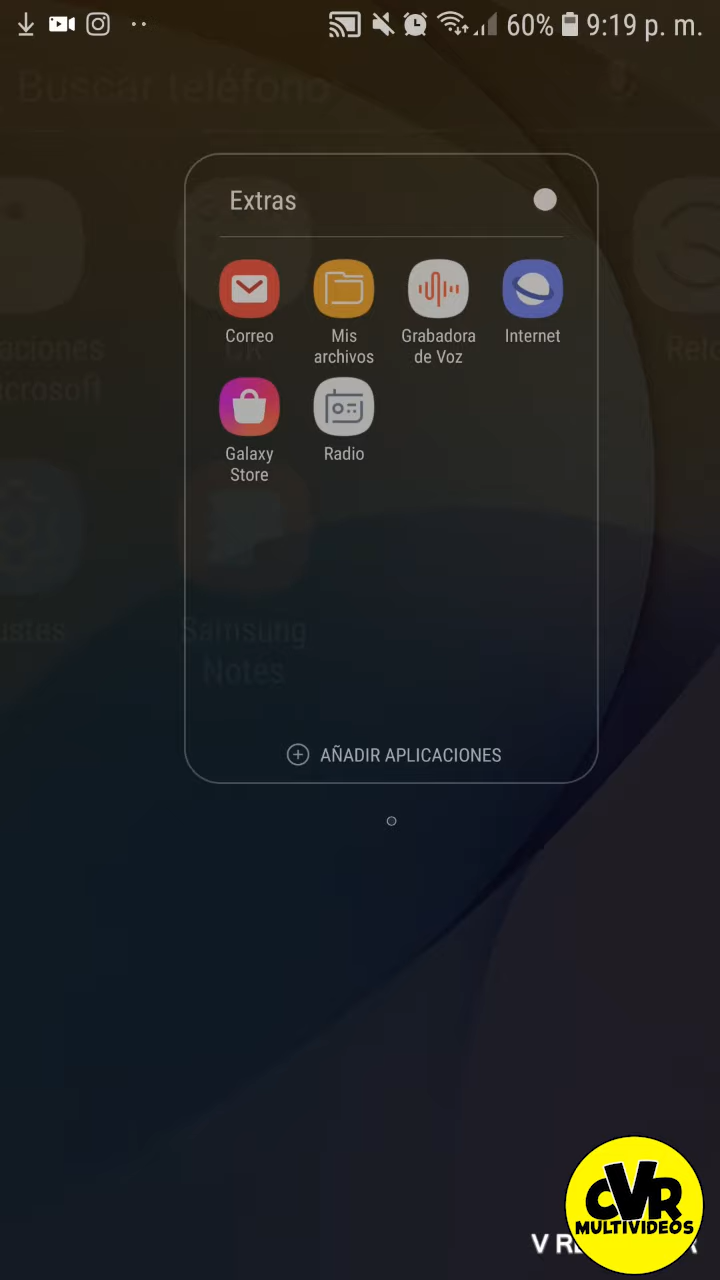 60% 9:19 p. m.
Buscar teléfono
Extras
Correo
Mis
archivos
Grabadora
de Voz
Internet
Galaxy
Store
Radio
Samsung
Notes
AÑADIR APLICACIONES
CVR
MULTIVIDEOS